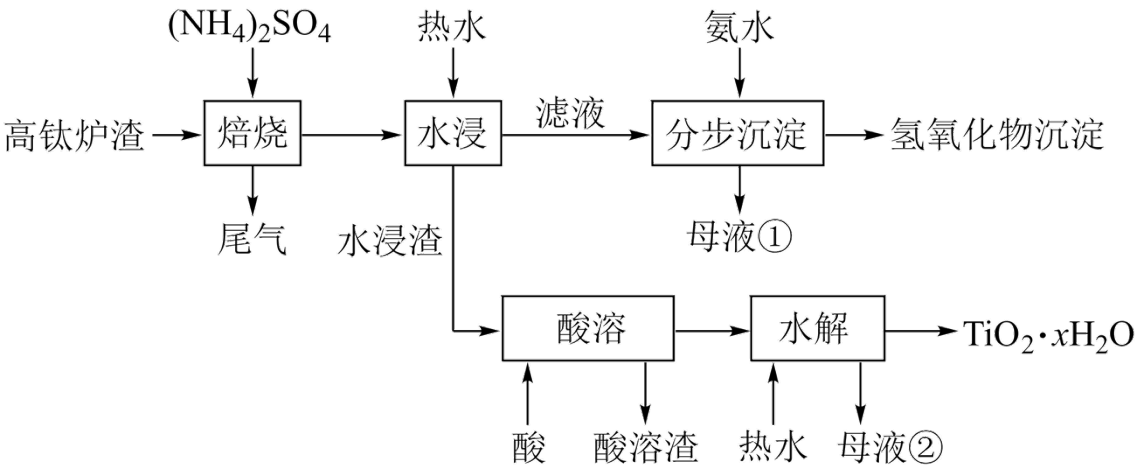 (NH4)2SO4
热水
氨水
高钛炉渣
焙烧
水浸
滤液
分步沉淀
氢氧化物沉淀
尾气
水浸渣
母液①
酸溶
水解
TiO2·xH2O
酸
酸溶渣
热水
母液②